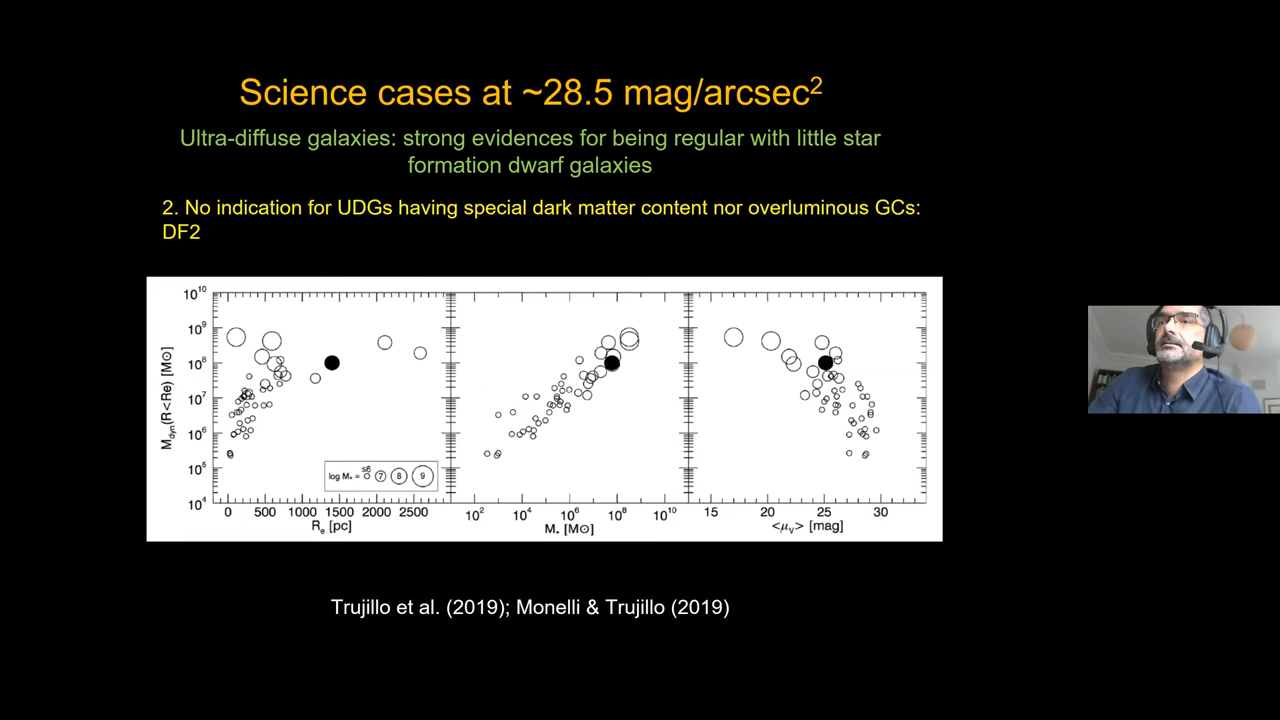 Science cases at ~28.5 mag/arcsec²
Ultra-diffuse galaxies: strong evidences for being regular with little star
formation dwarf galaxies
2. No indication for UDGs having special dark matter content nor overluminous GCs:
DF2
M_dyn(R<Re) [M⊙]
10¹⁰
10⁹
10⁸
10⁷
10⁶
10⁵
10⁴
log M* = ≤6 7 8 9
0 500 1000 1500 2000 2500
R_e [pc]
10² 10⁴ 10⁶ 10⁸ 10¹⁰
M* [M⊙]
15 20 25 30
<μ_V> [mag]
Trujillo et al. (2019); Monelli & Trujillo (2019)